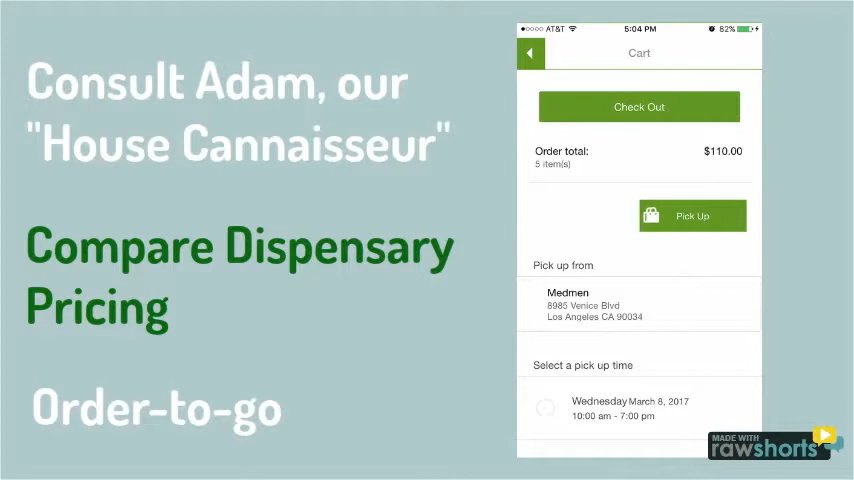 Consult Adam, our
"House Cannaisseur"
Compare Dispensary
Pricing
Order-to-go
AT&T 5:04 PM 82%
Cart
Check Out
Order total: $110.00
5 item(s)
Pick Up
Pick up from
Medmen
8985 Venice Blvd
Los Angeles CA 90034
Select a pick up time
Wednesday March 8, 2017
10:00 am - 7:00 pm
MADE WITH
rawshorts